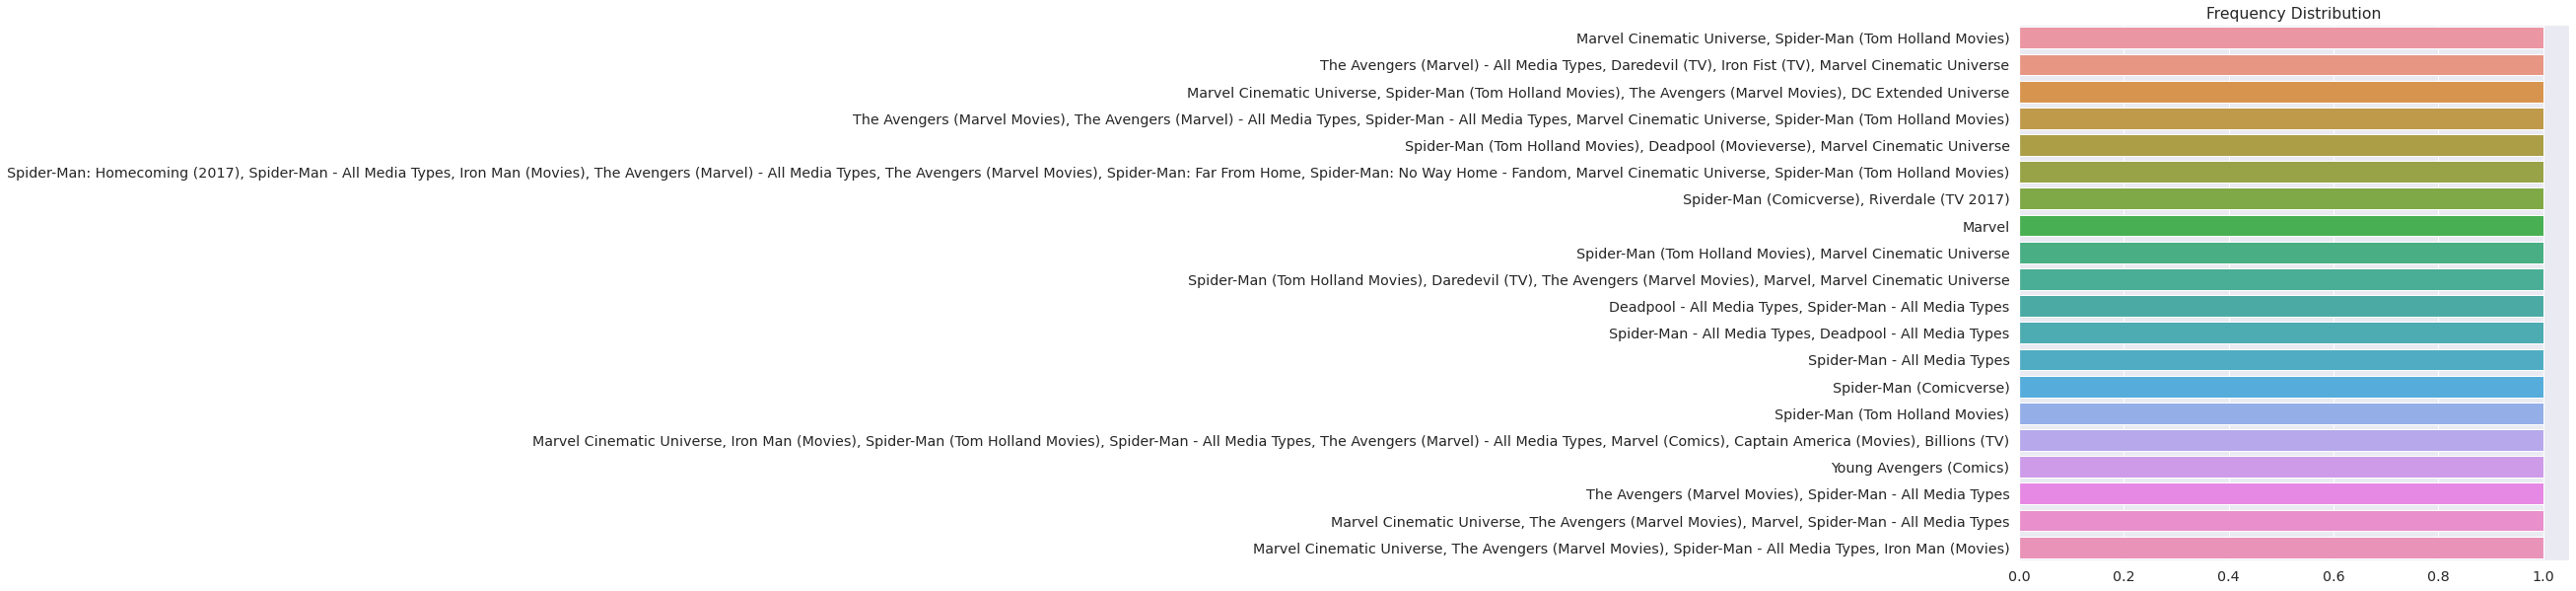 Frequency Distribution
Marvel Cinematic Universe, Spider-Man (Tom Holland Movies)
The Avengers (Marvel) - All Media Types, Daredevil (TV), Iron Fist (TV), Marvel Cinematic Universe
Marvel Cinematic Universe, Spider-Man (Tom Holland Movies), The Avengers (Marvel Movies), DC Extended Universe
The Avengers (Marvel Movies), The Avengers (Marvel) - All Media Types, Spider-Man - All Media Types, Marvel Cinematic Universe, Spider-Man (Tom Holland Movies)
Spider-Man (Tom Holland Movies), Deadpool (Movieverse), Marvel Cinematic Universe
Spider-Man: Homecoming (2017), Spider-Man - All Media Types, Iron Man (Movies), The Avengers (Marvel) - All Media Types, The Avengers (Marvel Movies), Spider-Man: Far From Home, Spider-Man: No Way Home - Fandom, Marvel Cinematic Universe, Spider-Man (Tom Holland Movies)
Spider-Man (Comicverse), Riverdale (TV 2017)
Marvel
Spider-Man (Tom Holland Movies), Marvel Cinematic Universe
Spider-Man (Tom Holland Movies), Daredevil (TV), The Avengers (Marvel Movies), Marvel, Marvel Cinematic Universe
Deadpool - All Media Types, Spider-Man - All Media Types
Spider-Man - All Media Types, Deadpool - All Media Types
Spider-Man - All Media Types
Spider-Man (Comicverse)
Spider-Man (Tom Holland Movies)
Marvel Cinematic Universe, Iron Man (Movies), Spider-Man (Tom Holland Movies), Spider-Man - All Media Types, The Avengers (Marvel) - All Media Types, Marvel (Comics), Captain America (Movies), Billions (TV)
Young Avengers (Comics)
The Avengers (Marvel Movies), Spider-Man - All Media Types
Marvel Cinematic Universe, The Avengers (Marvel Movies), Marvel, Spider-Man - All Media Types
Marvel Cinematic Universe, The Avengers (Marvel Movies), Spider-Man - All Media Types, Iron Man (Movies)
0.0 0.2 0.4 0.6 0.8 1.0